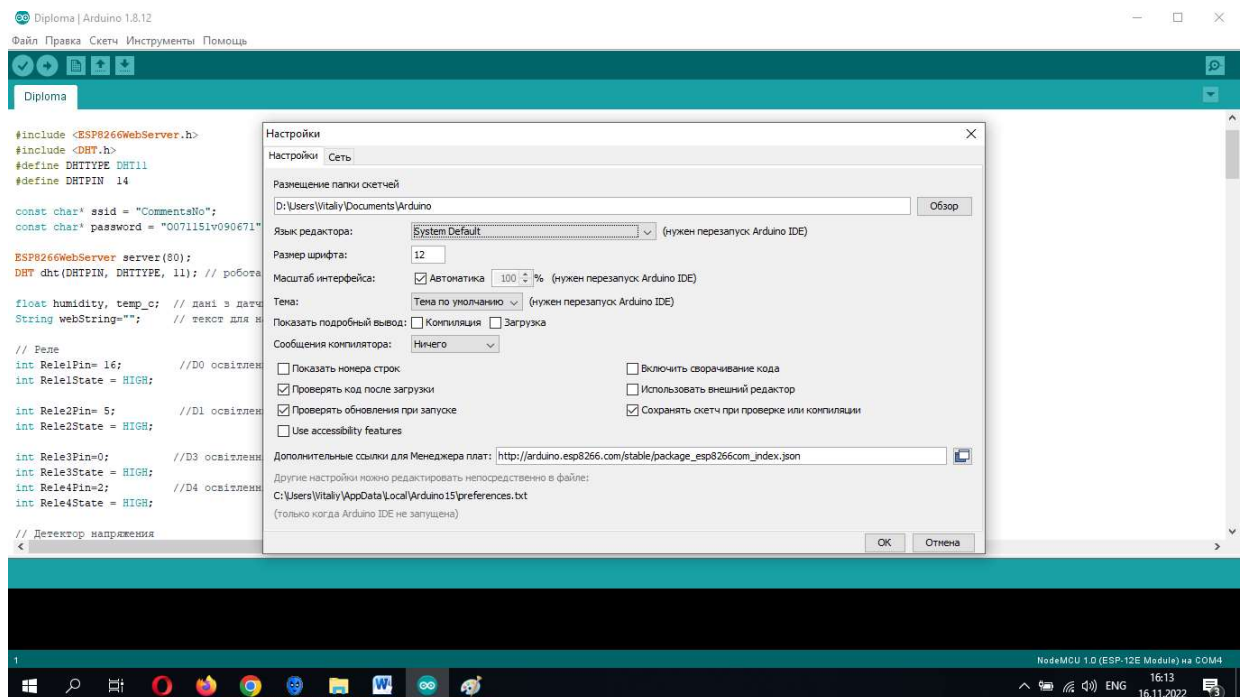 Diploma | Arduino 1.8.12
Файл Правка Скетч Инструменты Помощь
Diploma
#include <ESP8266WebServer.h>
#include <DHT.h>
#define DHTTYPE DHT11
#define DHTPIN 14
const char* ssid = "CommentsNo";
const char* password = "0071151v090671"
ESP8266WebServer server(80);
DHT dht(DHTPIN, DHTTYPE, 11); // робота
float humidity, temp_c; // дані з датч
String webString=""; // текст для н
// Реле
int Rele1Pin= 16; //D0 освітлен
int Rele1State = HIGH;
int Rele2Pin= 5; //D1 освітлен
int Rele2State = HIGH;
int Rele3Pin=0; //D3 освітленн
int Rele3State = HIGH;
int Rele4Pin=2; //D4 освітленн
int Rele4State = HIGH;
// Детектор напряжения
Настройки
Настройки Сеть
Размещение папки скетчей
D:\Users\Vitaliy\Documents\Arduino Обзор
Язык редактора: System Default (нужен перезапуск Arduino IDE)
Размер шрифта: 12
Масштаб интерфейса: Автоматика 100 % (нужен перезапуск Arduino IDE)
Тема: Тема по умолчанию (нужен перезапуск Arduino IDE)
Показать подробный вывод: Компиляция Загрузка
Сообщения компилятора: Ничего
Показать номера строк Включить сворачивание кода
Проверять код после загрузки Использовать внешний редактор
Проверять обновления при запуске Сохранять скетч при проверке или компиляции
Use accessibility features
Дополнительные ссылки для Менеджера плат: http://arduino.esp8266.com/stable/package_esp8266com_index.json
Другие настройки можно редактировать непосредственно в файле:
C:\Users\Vitaliy\AppData\Local\Arduino15\preferences.txt
(только когда Arduino IDE не запущена)
OK Отмена
1 NodeMCU 1.0 (ESP-12E Module) на COM4
ENG 16:13
16.11.2022 3